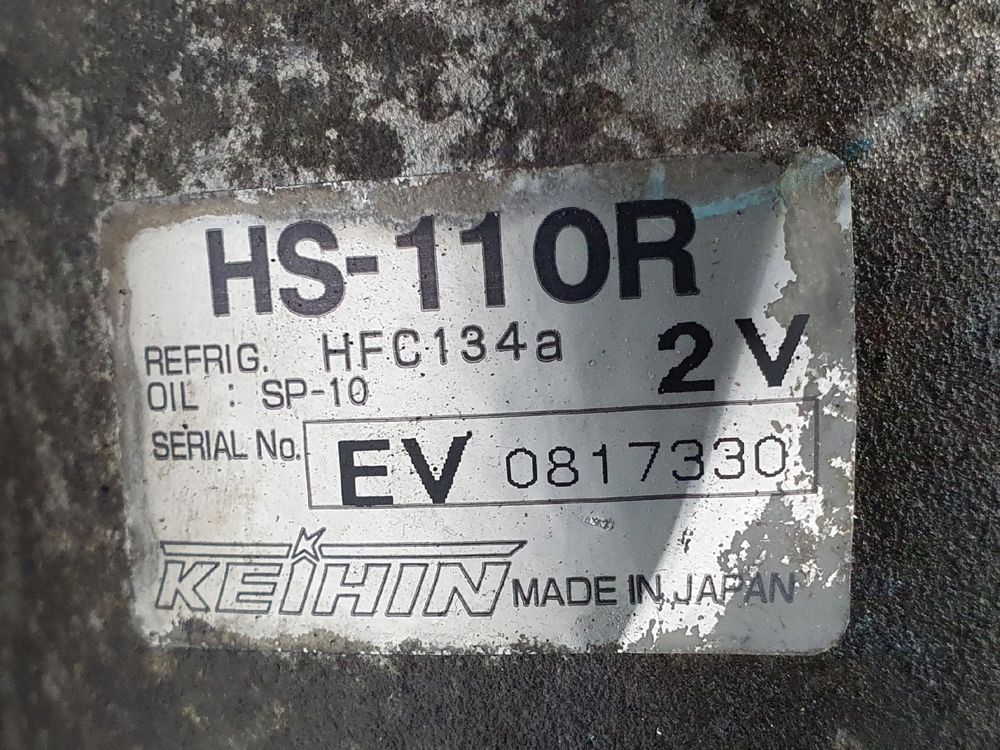 HS-110R
REFRIG. HFC134a 2V
OIL : SP-10
SERIAL No. EV 0817330
KEIHIN MADE IN JAPAN